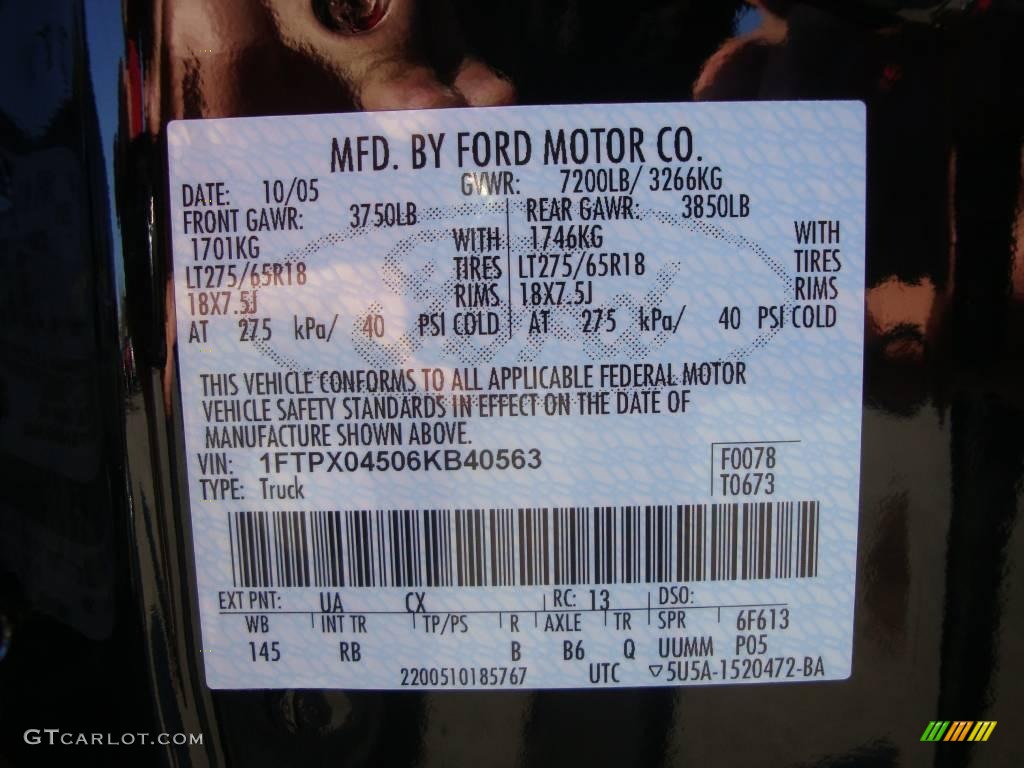 MFD. BY FORD MOTOR CO.
DATE: 10/05 GVWR: 7200LB/ 3266KG
FRONT GAWR: 3750LB REAR GAWR: 3850LB
1701KG WITH 1746KG WITH
LT275/65R18 TIRES LT275/65R18 TIRES
18X7.5J RIMS 18X7.5J RIMS
AT 275 kPa/ 40 PSI COLD AT 275 kPa/ 40 PSI COLD
THIS VEHICLE CONFORMS TO ALL APPLICABLE FEDERAL MOTOR
VEHICLE SAFETY STANDARDS IN EFFECT ON THE DATE OF
MANUFACTURE SHOWN ABOVE.
VIN: 1FTPX04506KB40563 F0078
TYPE: Truck T0673
EXT PNT: UA CX RC: 13 DSO:
WB INT TR TP/PS R AXLE TR SPR 6F613
145 RB B B6 Q UUMM P05
2200510185767 UTC ▽5U5A-1520472-BA
GTCARLOT.COM